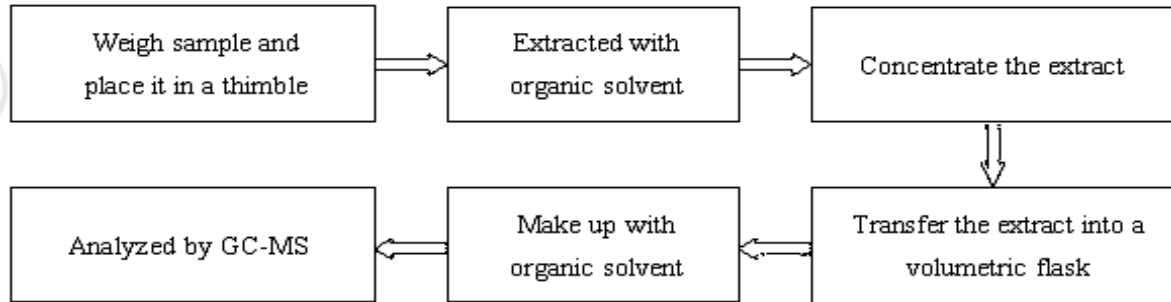 Weigh sample and
place it in a thimble
Extracted with
organic solvent
Concentrate the extract
Transfer the extract into a
volumetric flask
Make up with
organic solvent
Analyzed by GC-MS